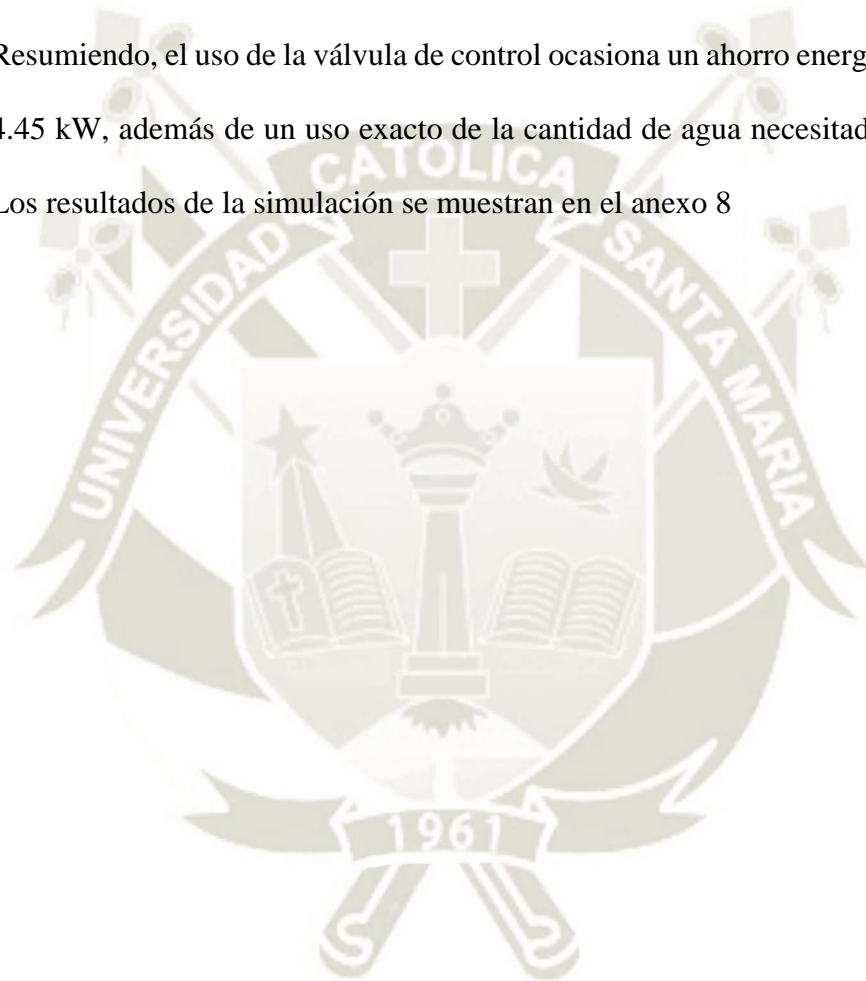 Resumiendo, el uso de la válvula de control ocasiona un ahorro energ
4.45 kW, además de un uso exacto de la cantidad de agua necesitad
Los resultados de la simulación se muestran en el anexo 8
UNIVERSIDAD CATOLICA SANTA MARIA
1961